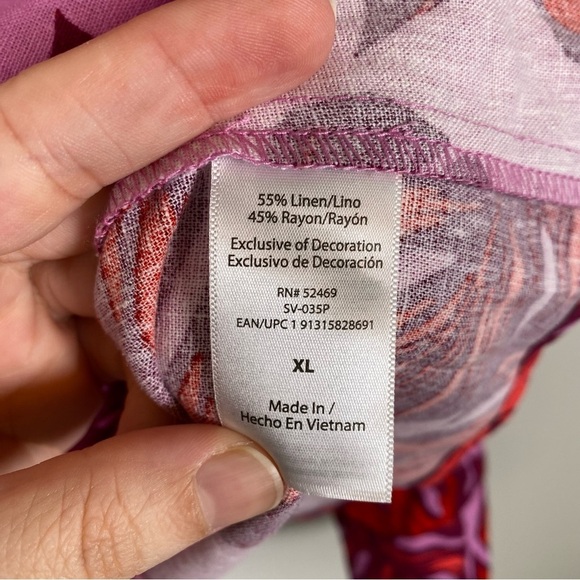 55% Linen/Lino
45% Rayon/Rayón
Exclusive of Decoration
Exclusivo de Decoración
RN# 52469
SV-035P
EAN/UPC 1 91315828691
XL
Made In /
Hecho En Vietnam